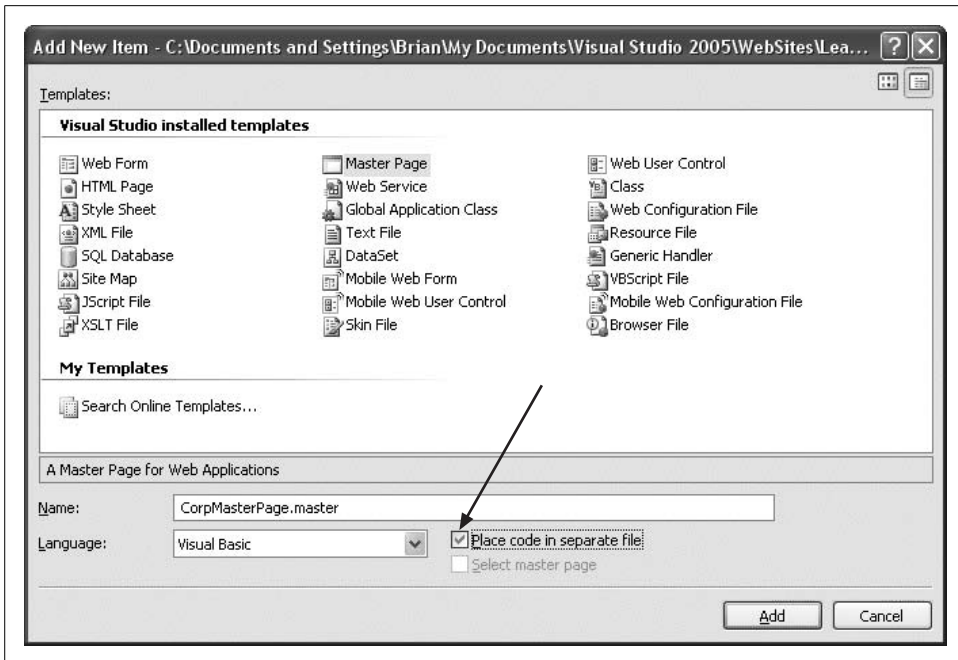 Add New Item - C:\Documents and Settings\Brian\My Documents\Visual Studio 2005\WebSites\Lea...
Templates:
Visual Studio installed templates
Web Form
Master Page
Web User Control
HTML Page
Web Service
Class
Style Sheet
Global Application Class
Web Configuration File
XML File
Text File
Resource File
SQL Database
DataSet
Generic Handler
Site Map
Mobile Web Form
VBScript File
JScript File
Mobile Web User Control
Mobile Web Configuration File
XSLT File
Skin File
Browser File
My Templates
Search Online Templates...
A Master Page for Web Applications
Name:
CorpMasterPage.master
Language:
Visual Basic
Place code in separate file
Select master page
Add
Cancel